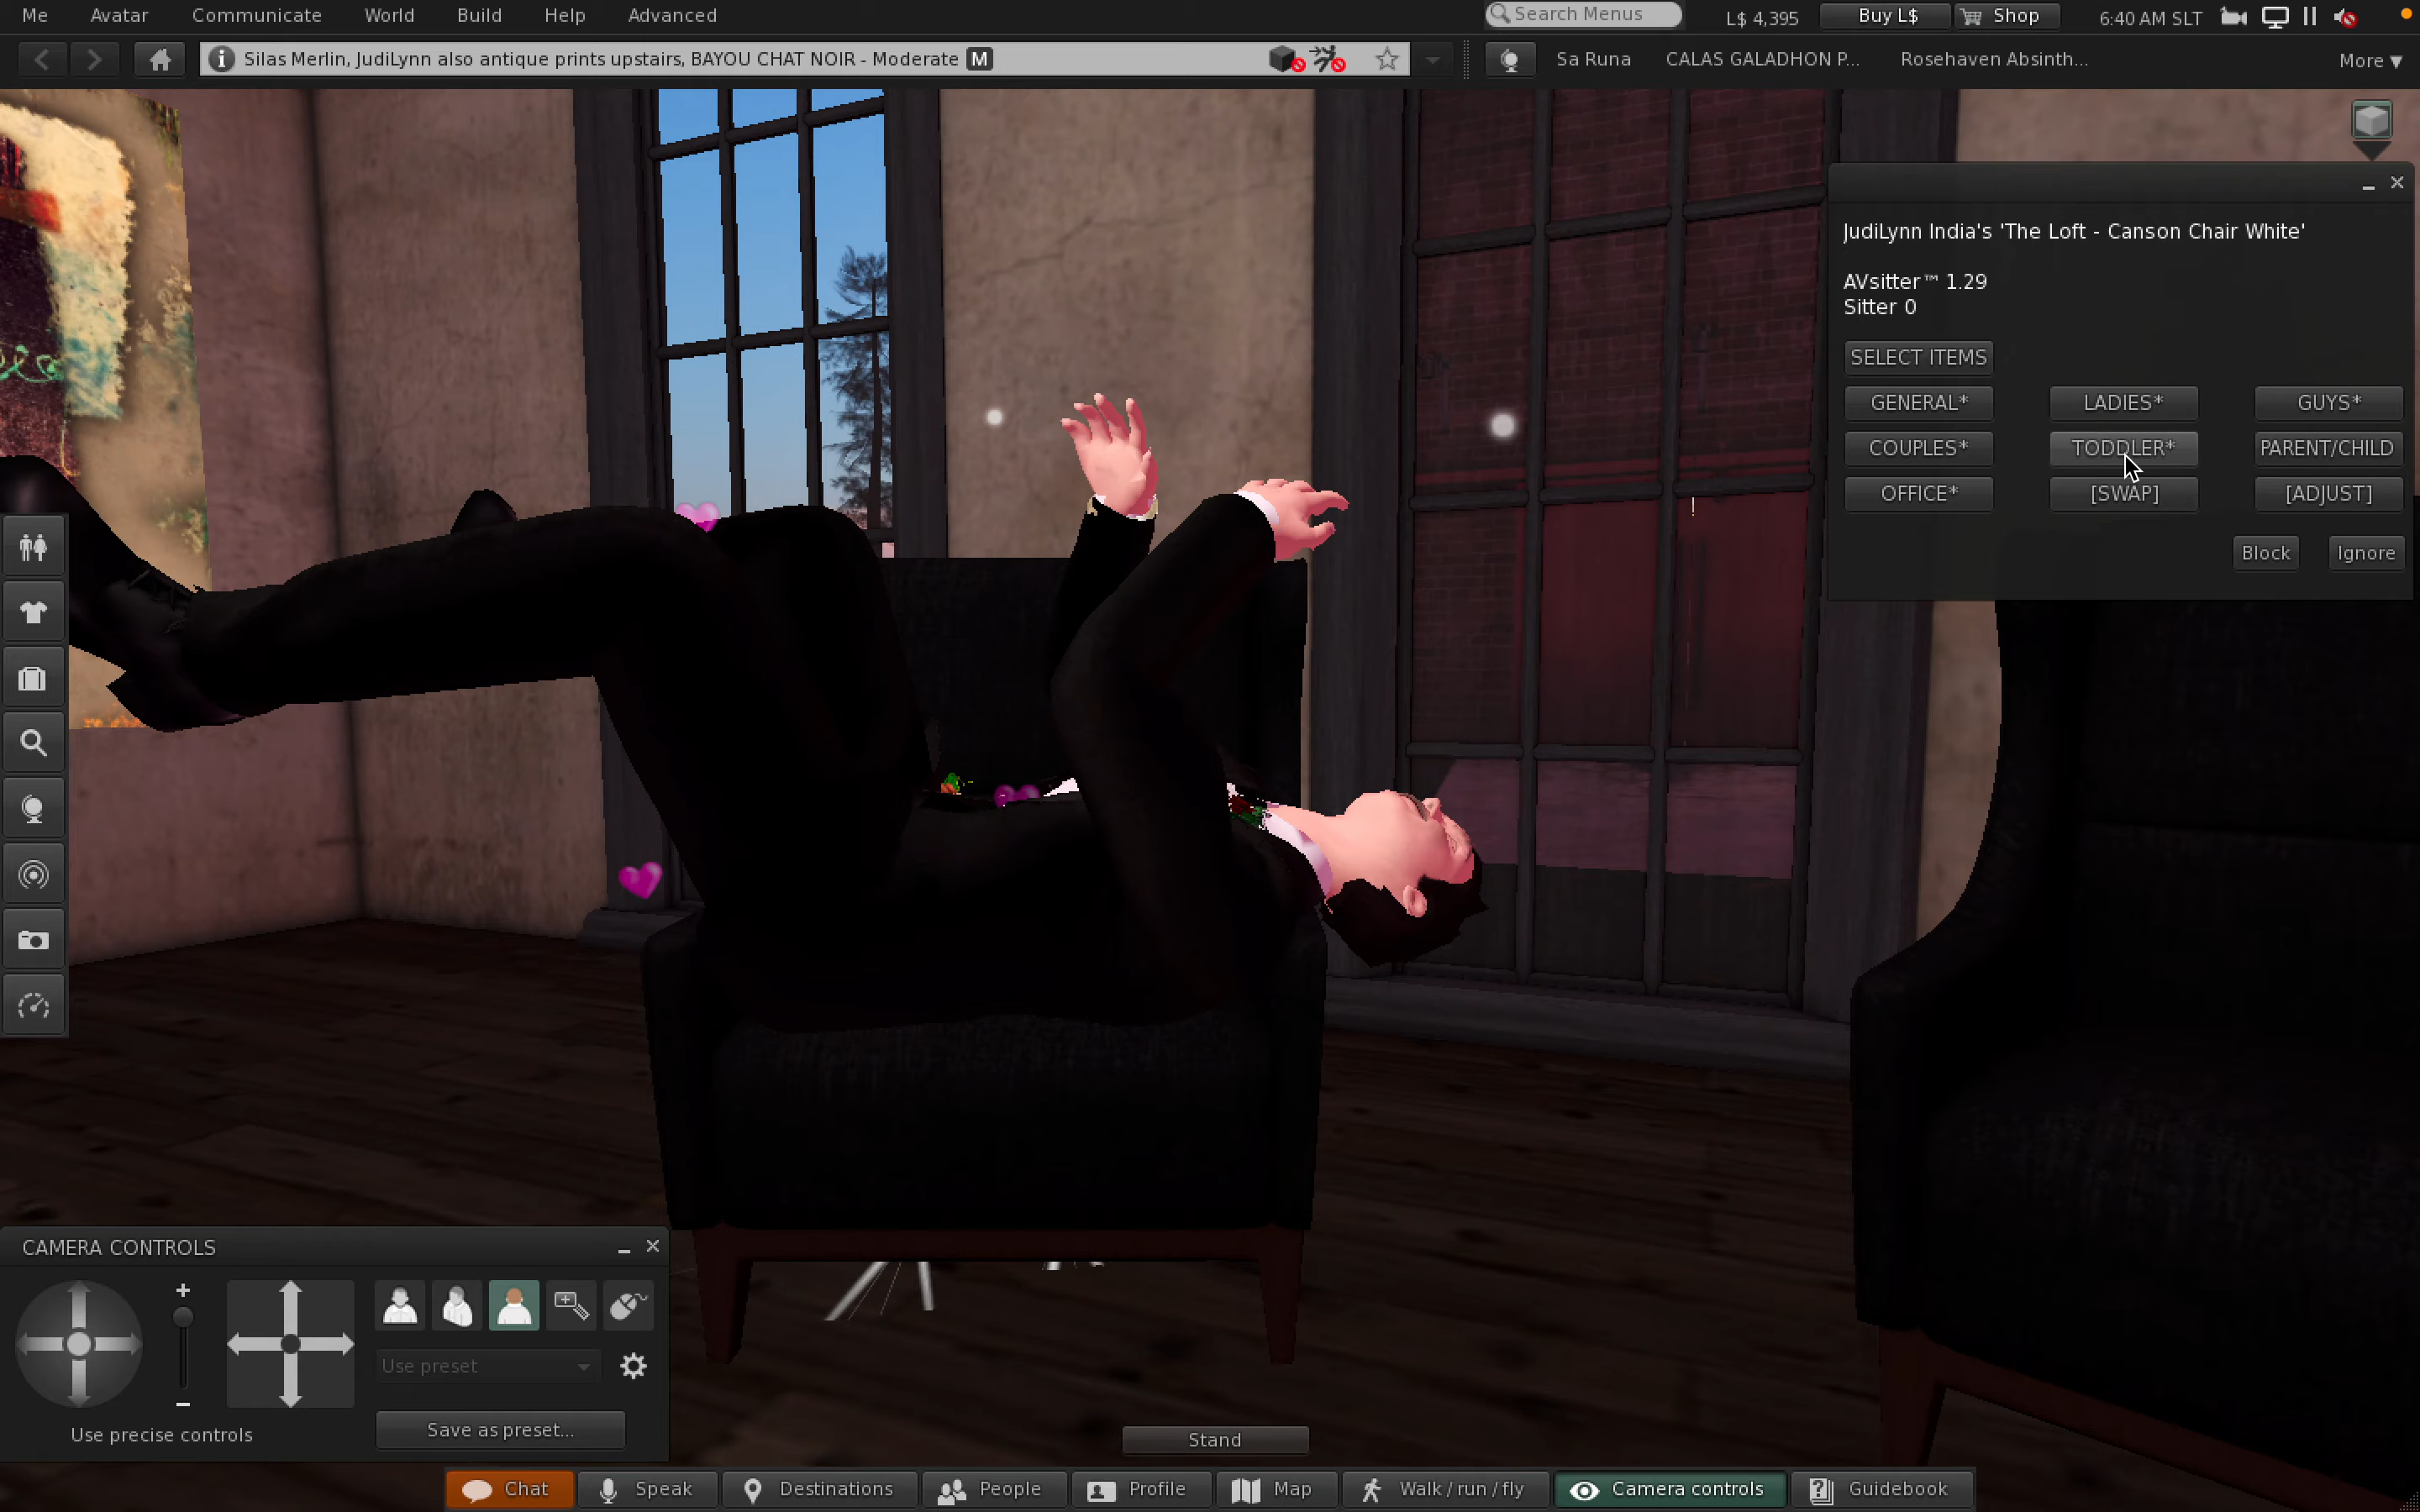 Me Avatar Communicate World Build Help Advanced Search Menus L$ 4,395 Buy L$ Shop 6:40 AM SLT
Silas Merlin, JudiLynn also antique prints upstairs, BAYOU CHAT NOIR - Moderate M Sa Runa CALAS GALADHON P... Rosehaven Absinth... More ▼
JudiLynn India's 'The Loft - Canson Chair White'
AVsitter™ 1.29
Sitter 0
SELECT ITEMS
GENERAL* LADIES* GUYS*
COUPLES* TODDLER* PARENT/CHILD
OFFICE* [SWAP] [ADJUST]
Block Ignore
CAMERA CONTROLS
Use preset
Use precise controls
Save as preset...
Stand
Chat Speak Destinations People Profile Map Walk / run / fly Camera controls Guidebook